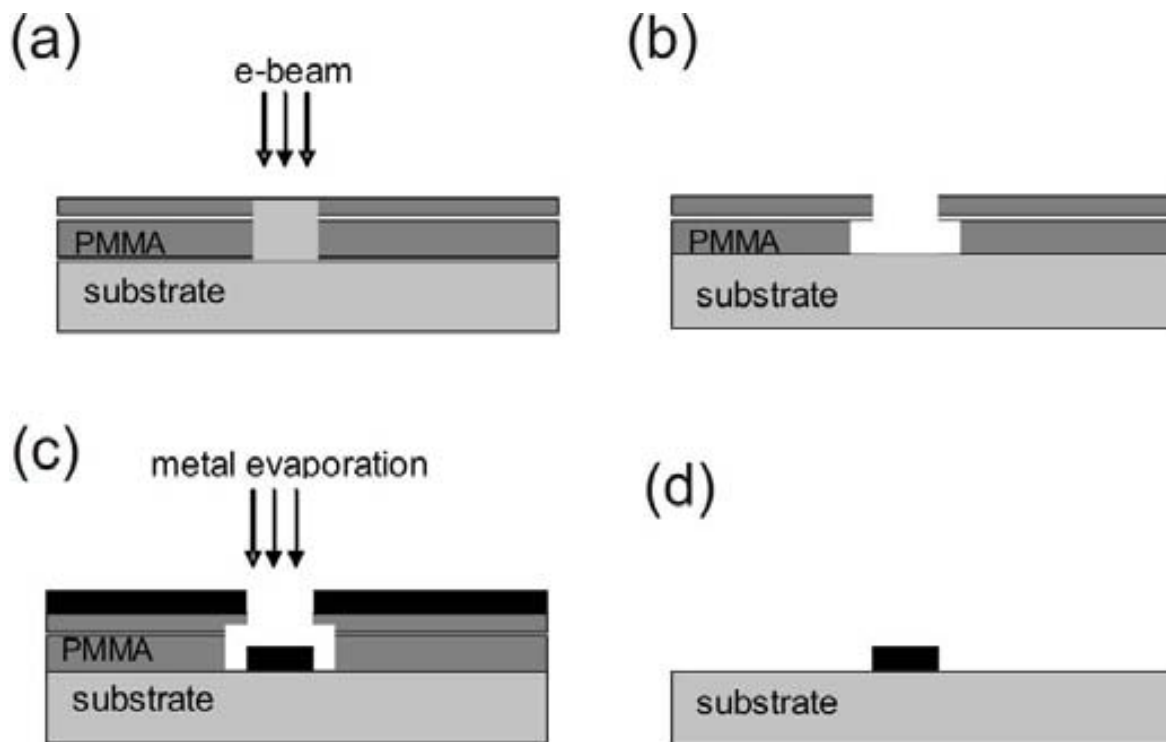 (a)
e-beam
PMMA
substrate
(b)
PMMA
substrate
(c)
metal evaporation
PMMA
substrate
(d)
substrate